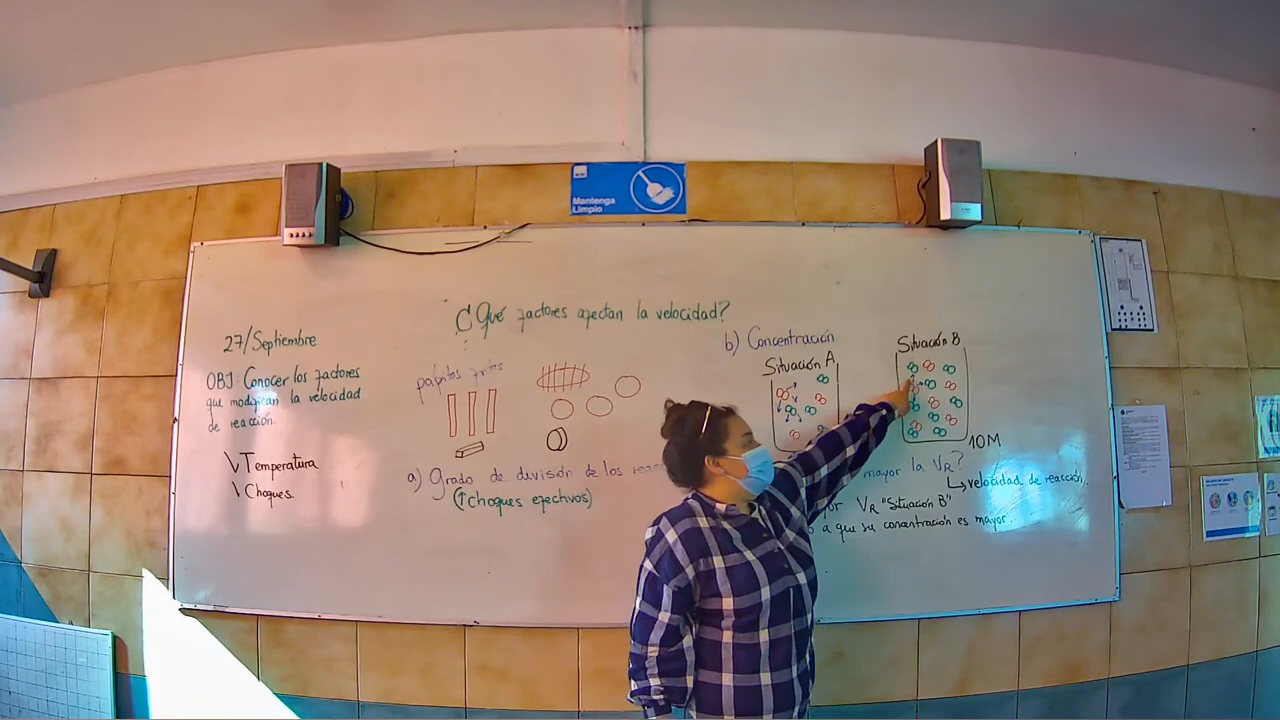 Mantenga
Limpio
¿Qué factores afectan la velocidad?
27/Septiembre
OBJ: Conocer los factores
que modifican la velocidad
de reacción.
\ Temperatura
\ Choques.
papitas fritas
a) Grado de división de los
(↑choques efectivos)
b) Concentración
Situación A
Situación B
10M
mayor la VR?
↳ velocidad de reacción.
VR "Situación B"
a que su concentración es mayor.